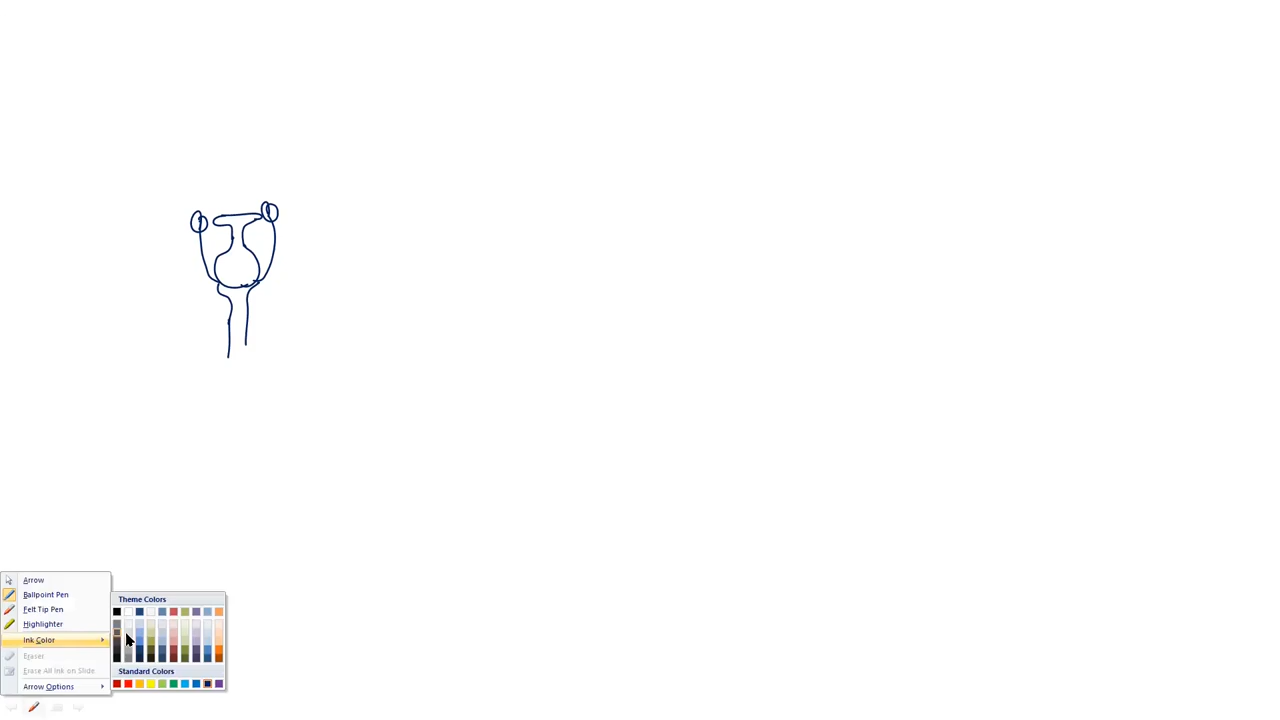 Arrow
Ballpoint Pen
Felt Tip Pen
Highlighter
Ink Color
Eraser
Erase All Ink on Slide
Arrow Options
Theme Colors
Standard Colors